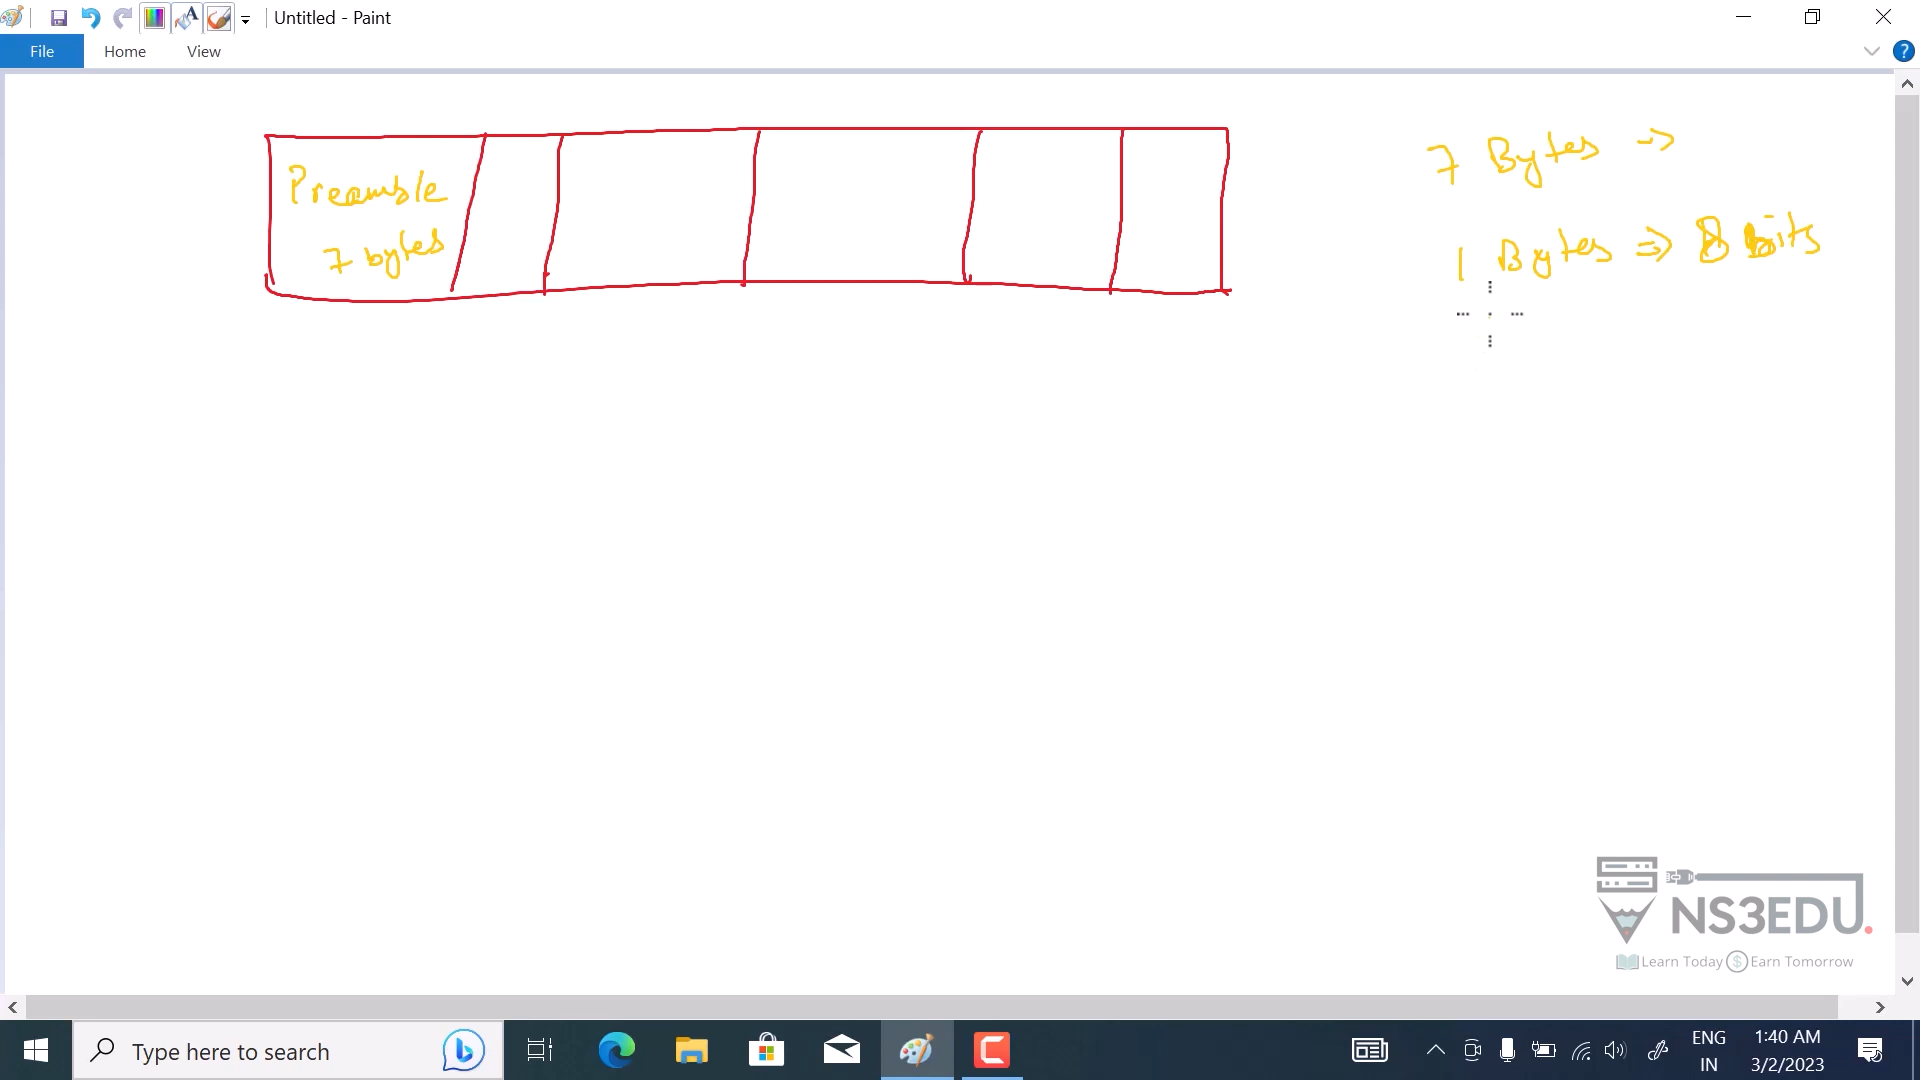 Untitled - Paint
File Home View
Preamble
7 bytes
7 Bytes ->
1 Bytes => 8 bits
NS3EDU.
Learn Today $ Earn Tomorrow
Type here to search
ENG
IN
1:40 AM
3/2/2023